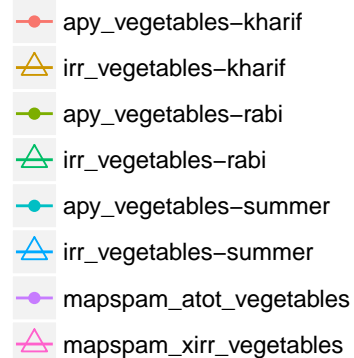 apy_vegetables−kharif
irr_vegetables−kharif
apy_vegetables−rabi
irr_vegetables−rabi
apy_vegetables−summer
irr_vegetables−summer
mapspam_atot_vegetables
mapspam_xirr_vegetables